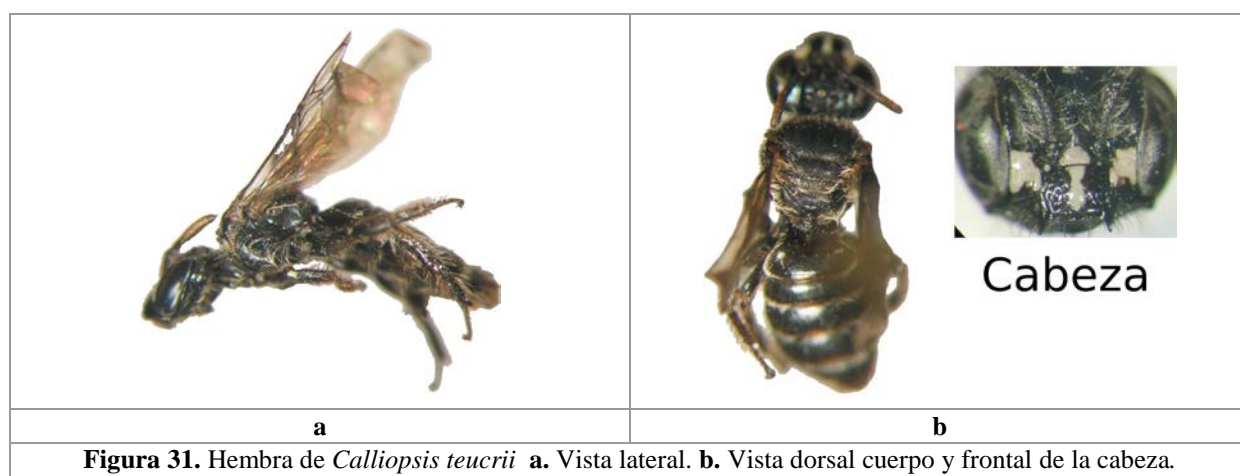 Cabeza
a
b
Figura 31. Hembra de Calliopsis teucrii a. Vista lateral. b. Vista dorsal cuerpo y frontal de la cabeza.